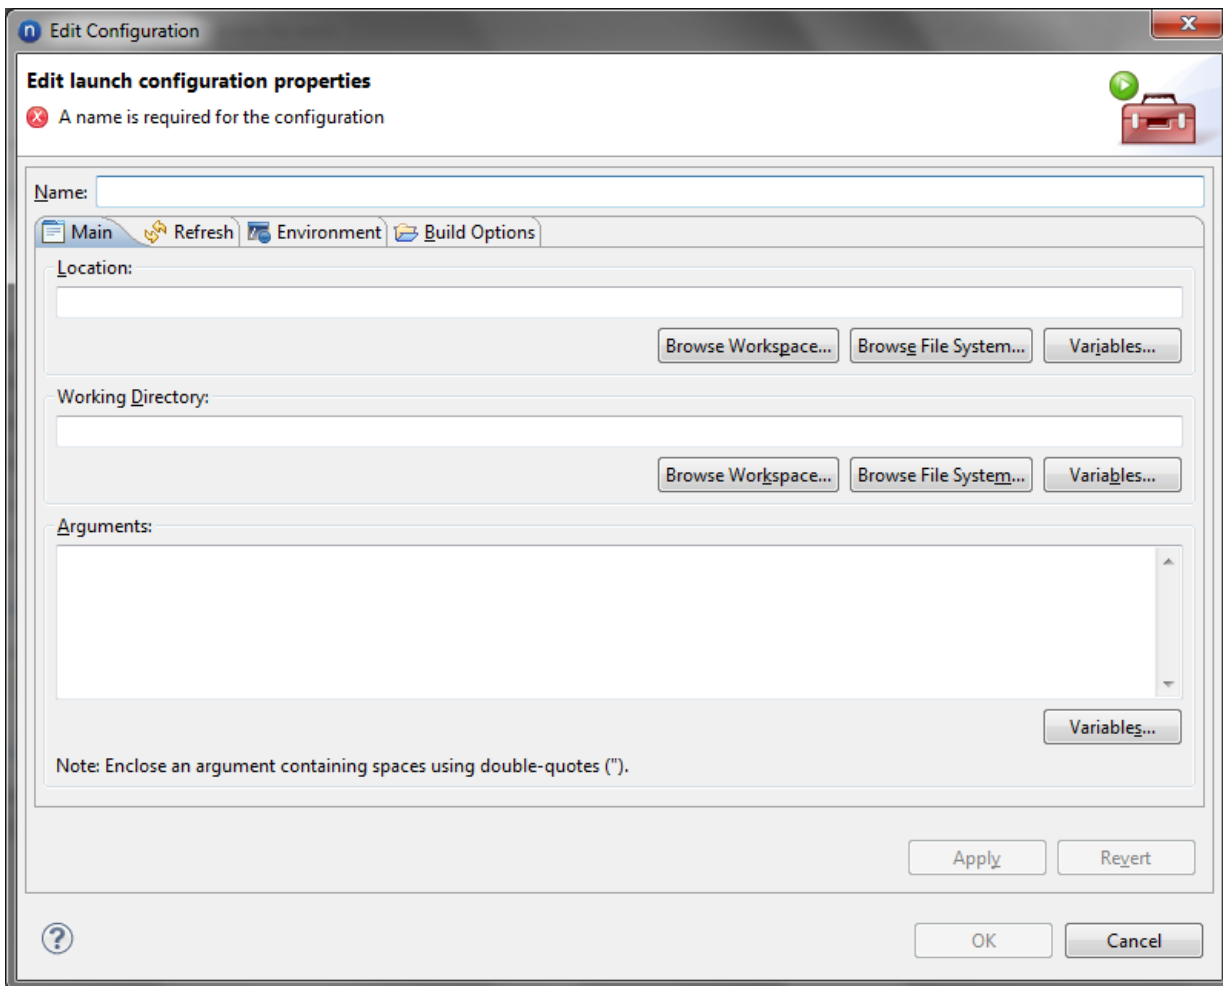 n Edit Configuration
Edit launch configuration properties
A name is required for the configuration
Name:
Main Refresh Environment Build Options
Location:
Browse Workspace... Browse File System... Variables...
Working Directory:
Browse Workspace... Browse File System... Variables...
Arguments:
Variables...
Note: Enclose an argument containing spaces using double-quotes (").
Apply Revert
? OK Cancel